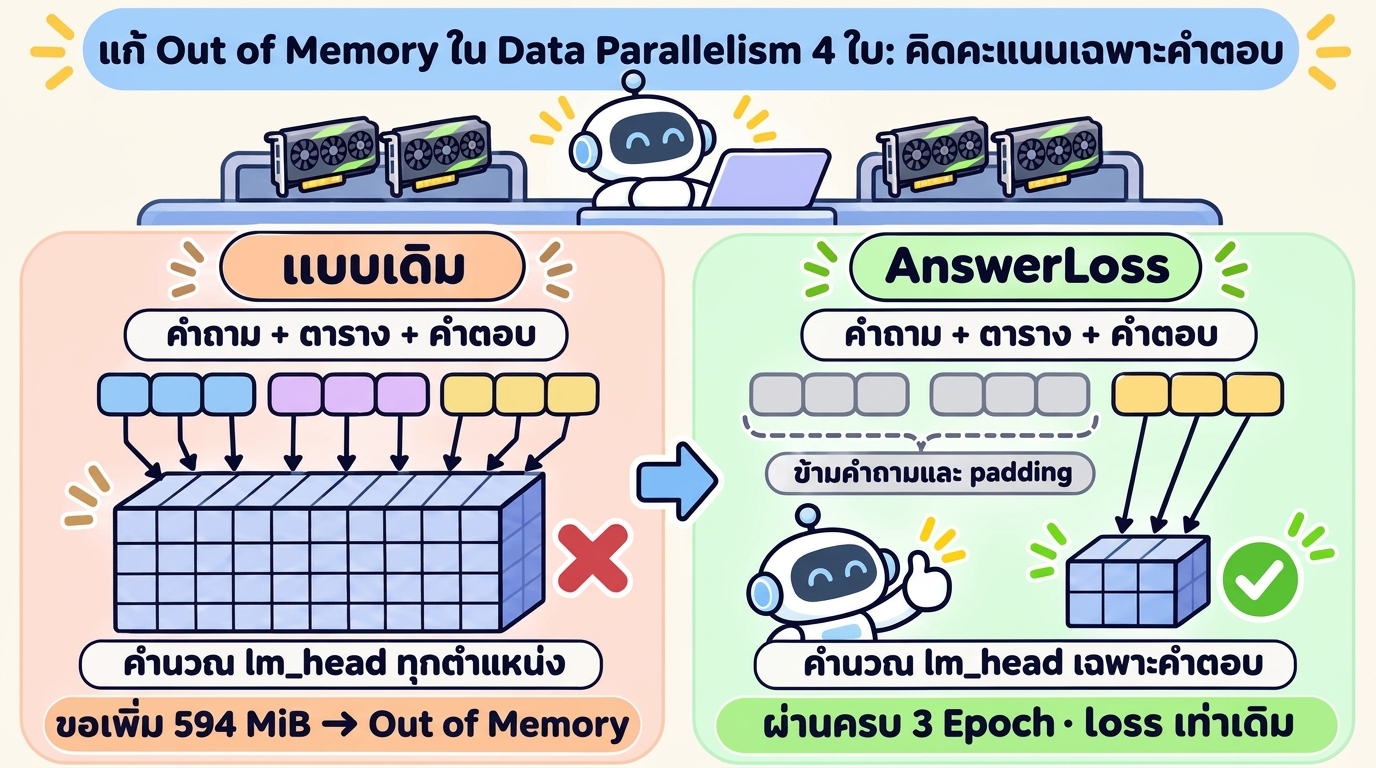 แก้ Out of Memory ใน Data Parallelism 4 ใบ: คิดคะแนนเฉพาะคำตอบ
แบบเดิม
คำถาม + ตาราง + คำตอบ
คำนวณ lm_head ทุกตำแหน่ง
ขอเพิ่ม 594 MiB → Out of Memory
AnswerLoss
คำถาม + ตาราง + คำตอบ
ข้ามคำถามและ padding
คำนวณ lm_head เฉพาะคำตอบ
ผ่านครบ 3 Epoch · loss เท่าเดิม